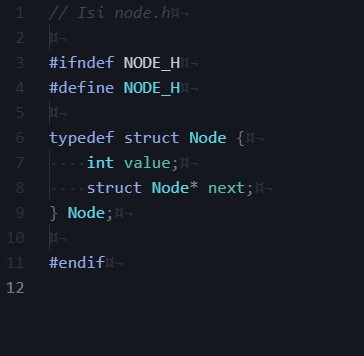 1 // Isi node.h¤¬
2 ¤¬
3 #ifndef NODE_H¤¬
4 #define NODE_H¤¬
5 ¤¬
6 typedef struct Node {¤¬
7 ····int value;¤¬
8 ····struct Node* next;¤¬
9 } Node;¤¬
10 ¤¬
11 #endif¤¬
12